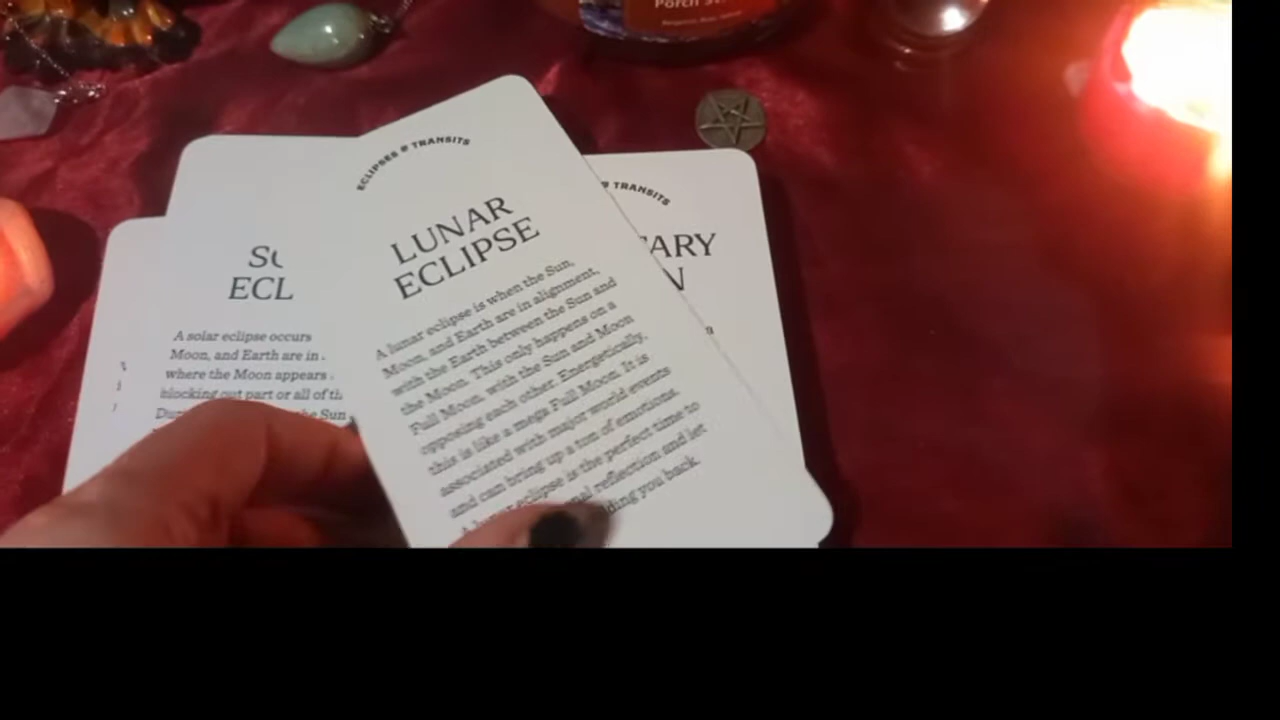 Porch
ECLIPSES & TRANSITS
LUNAR
ECLIPSE
A lunar eclipse is when the Sun,
Moon, and Earth are in alignment,
with the Earth between the Sun and
the Moon. This only happens on a
Full Moon, with the Sun and Moon
opposing each other. Energetically,
this is like a mega Full Moon. It is
associated with major world events
and can bring up a ton of emotions.
A lunar eclipse is the perfect time to
reflection and let
you back.
ECL
A solar eclipse occurs
Moon, and Earth are in
where the Moon appears
blocking out part or all of
the Sun
& TRANSITS